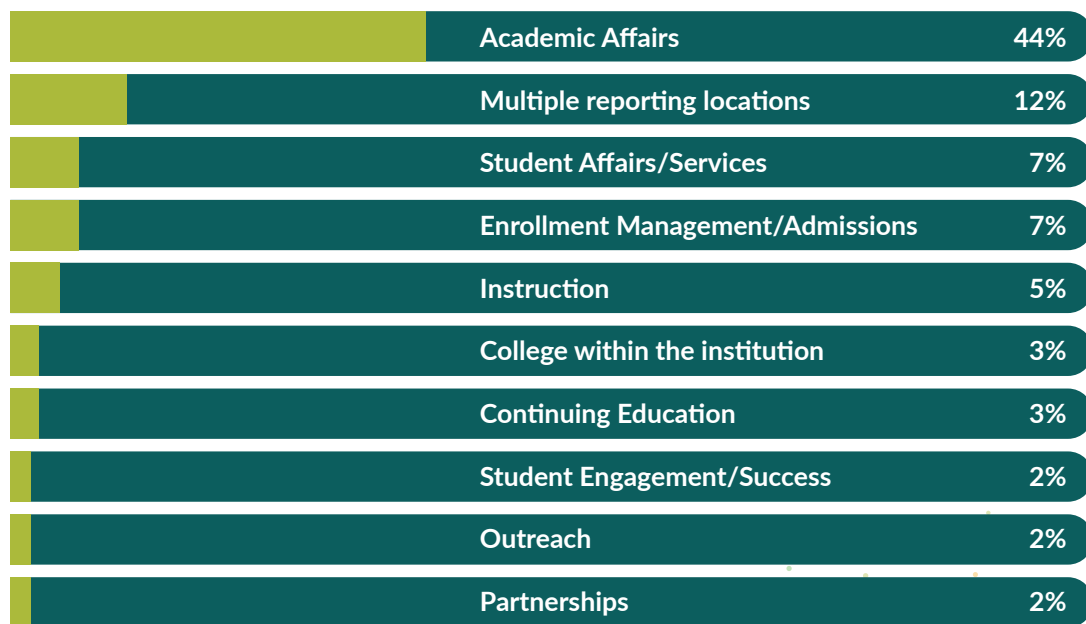 Academic Affairs 44%
Multiple reporting locations 12%
Student Affairs/Services 7%
Enrollment Management/Admissions 7%
Instruction 5%
College within the institution 3%
Continuing Education 3%
Student Engagement/Success 2%
Outreach 2%
Partnerships 2%